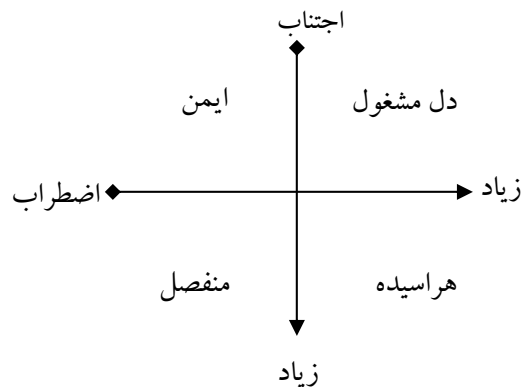 اجتناب
دل مشغول
ایمن
زیاد
اضطراب
هراسیده
منفصل
زیاد